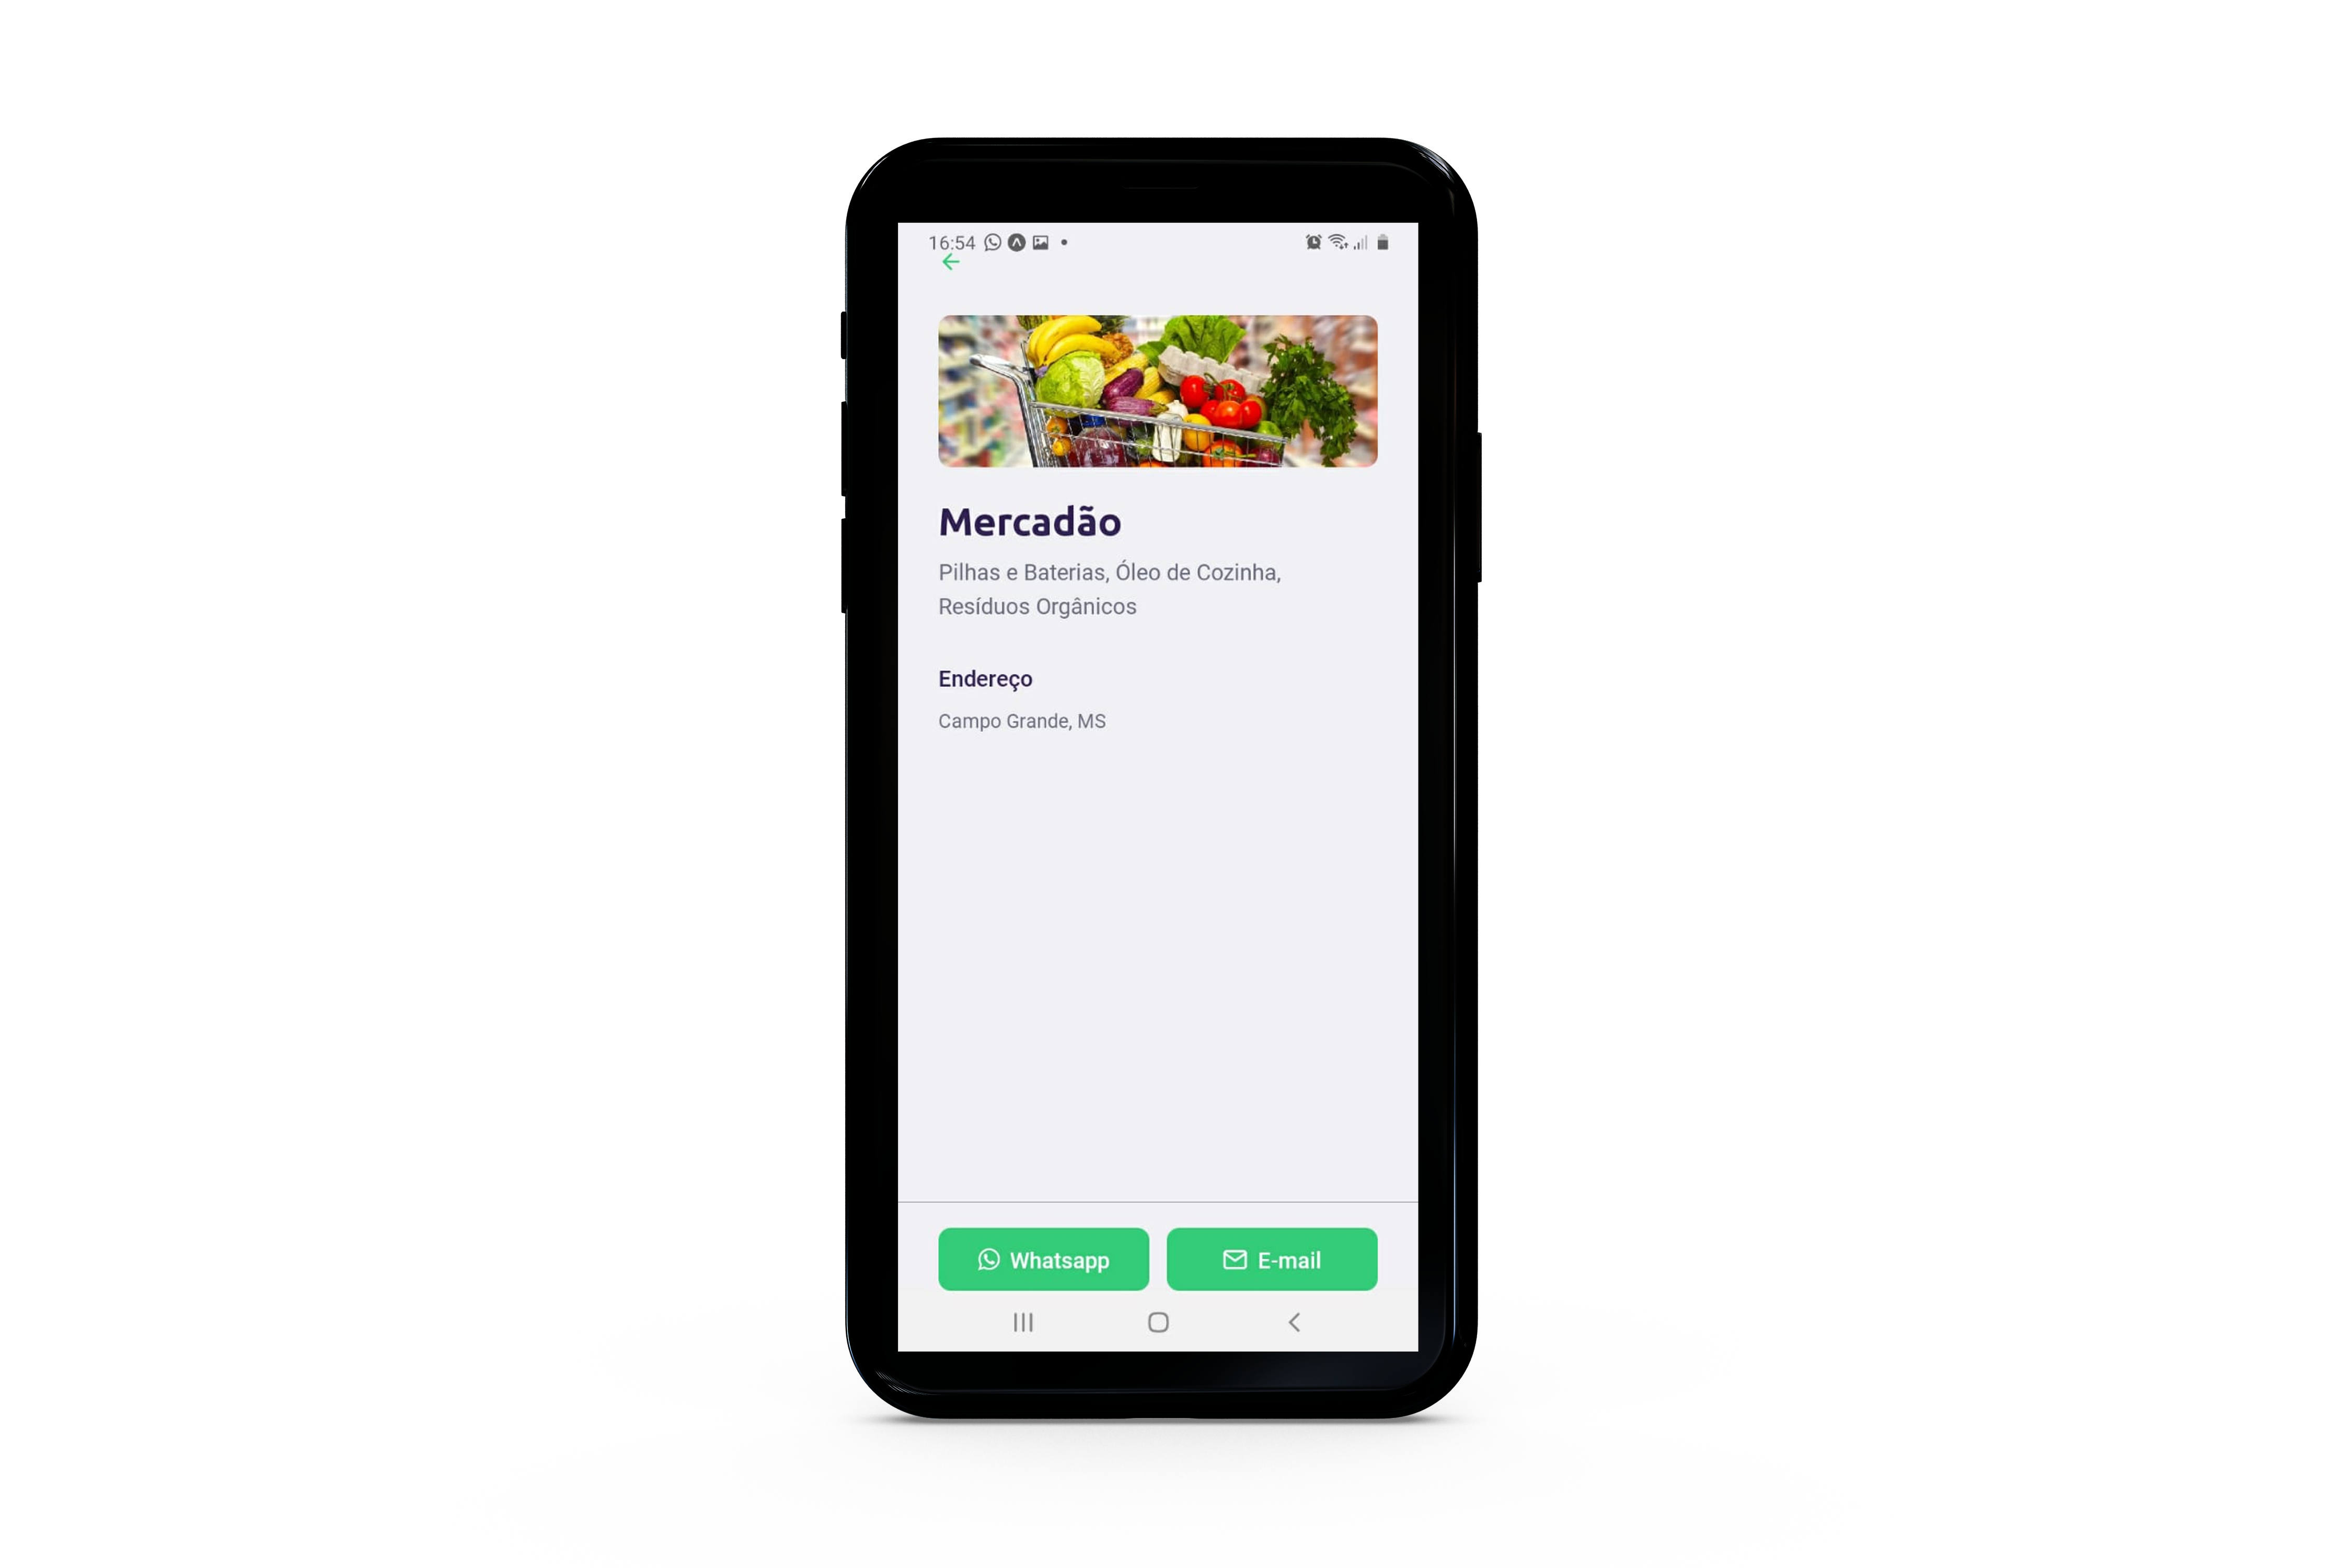 16:54
Mercadão
Pilhas e Baterias, Óleo de Cozinha,
Resíduos Orgânicos
Endereço
Campo Grande, MS
Whatsapp
E-mail